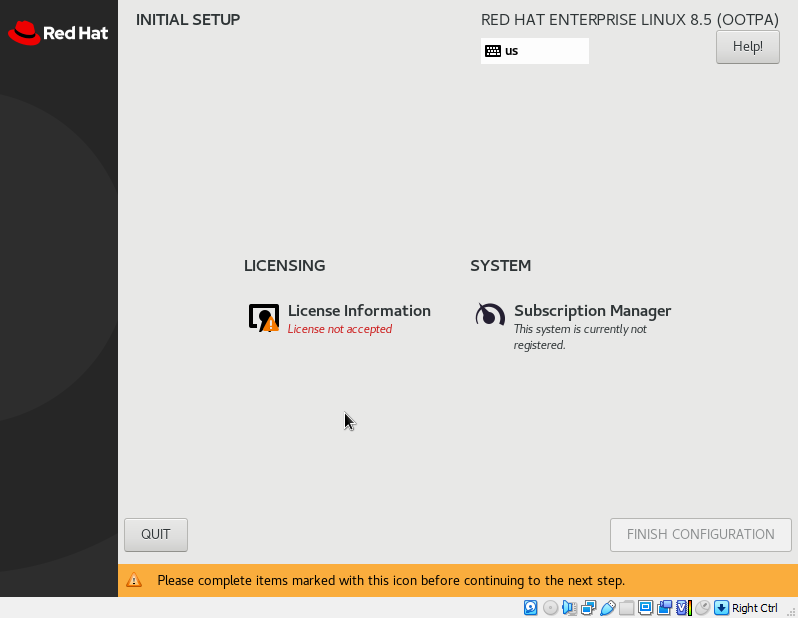 Red Hat
INITIAL SETUP
RED HAT ENTERPRISE LINUX 8.5 (OOTPA)
us
Help!
LICENSING
License Information
License not accepted
SYSTEM
Subscription Manager
This system is currently not
registered.
QUIT
FINISH CONFIGURATION
Please complete items marked with this icon before continuing to the next step.
Right Ctrl